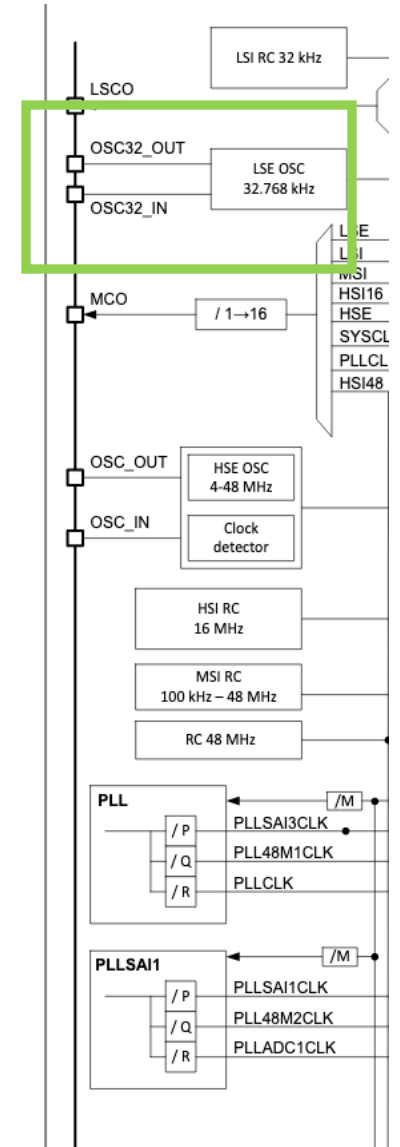 LSI RC 32 kHz
LSCO
OSC32_OUT
LSE OSC
32.768 kHz
OSC32_IN
LSE
LSI
MSI
MCO
/ 1→16
HSI16
HSE
SYSCL
PLLCL
HSI48
OSC_OUT
HSE OSC
4-48 MHz
OSC_IN
Clock
detector
HSI RC
16 MHz
MSI RC
100 kHz – 48 MHz
RC 48 MHz
PLL
/M
/ P
PLLSAI3CLK
/ Q
PLL48M1CLK
/ R
PLLCLK
PLLSAI1
/M
/ P
PLLSAI1CLK
/ Q
PLL48M2CLK
/ R
PLLADC1CLK